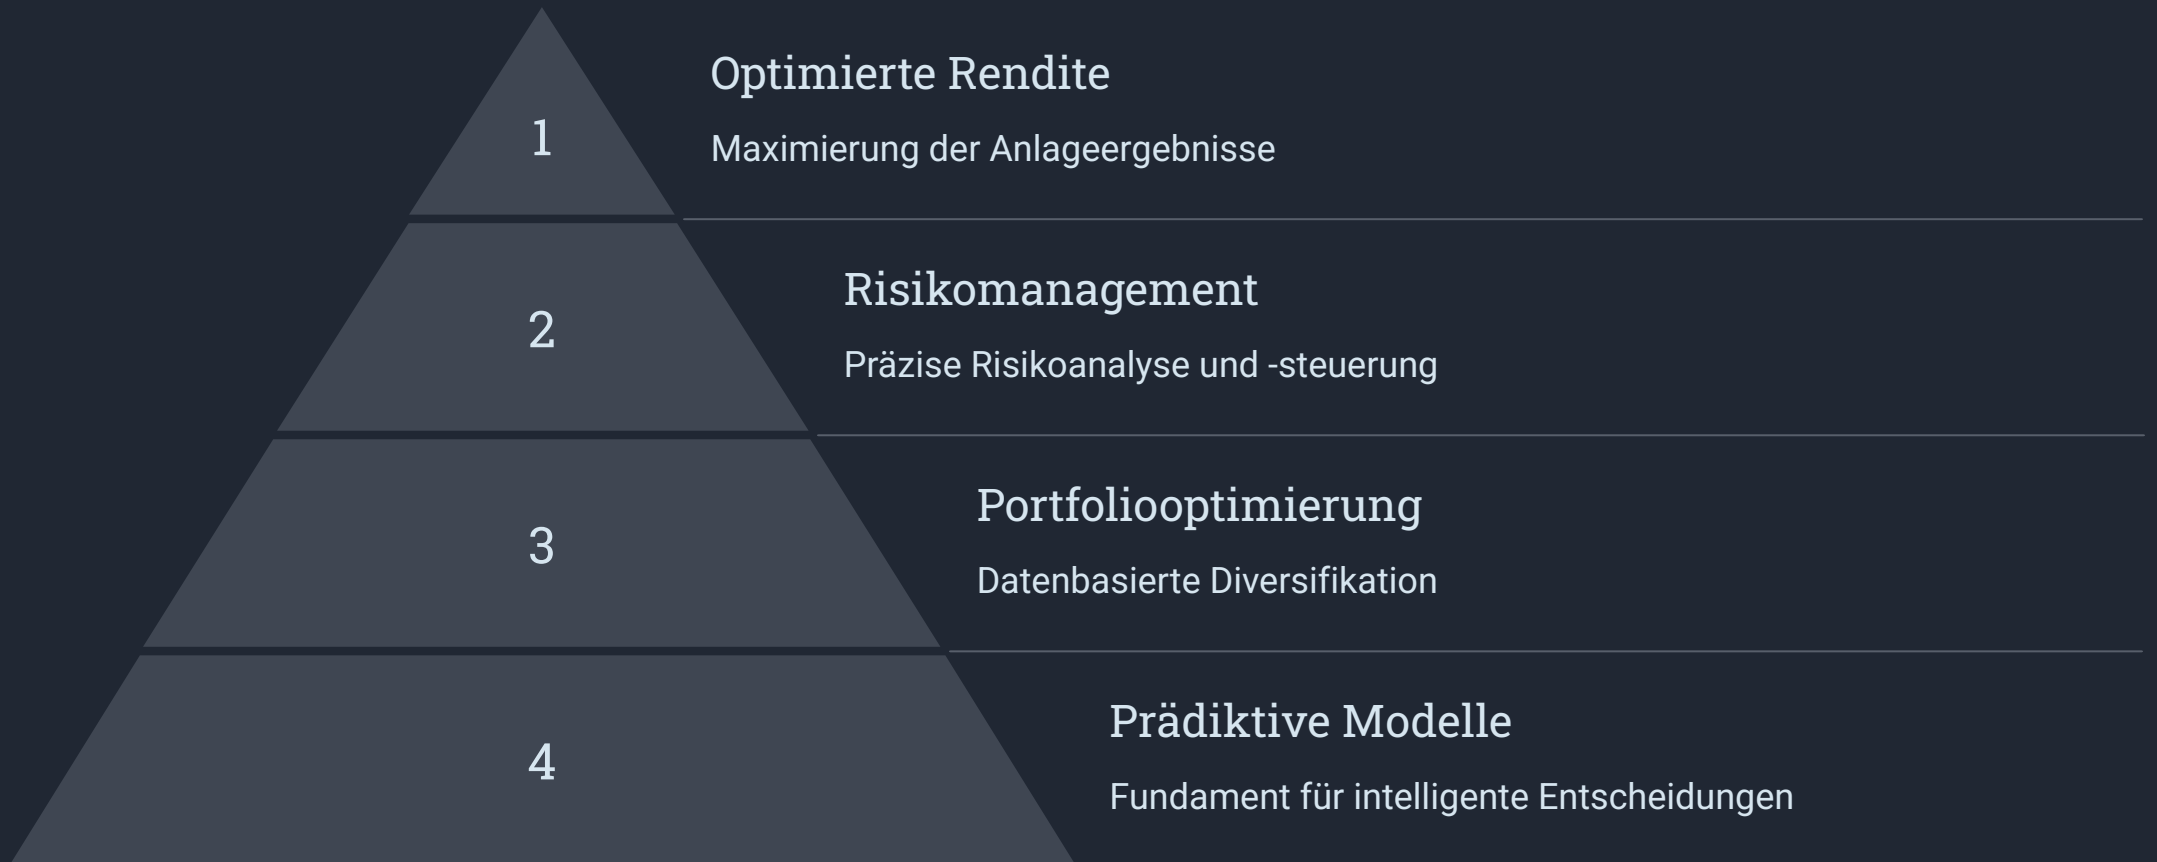 1
Optimierte Rendite
Maximierung der Anlageergebnisse
2
Risikomanagement
Präzise Risikoanalyse und -steuerung
3
Portfoliooptimierung
Datenbasierte Diversifikation
4
Prädiktive Modelle
Fundament für intelligente Entscheidungen